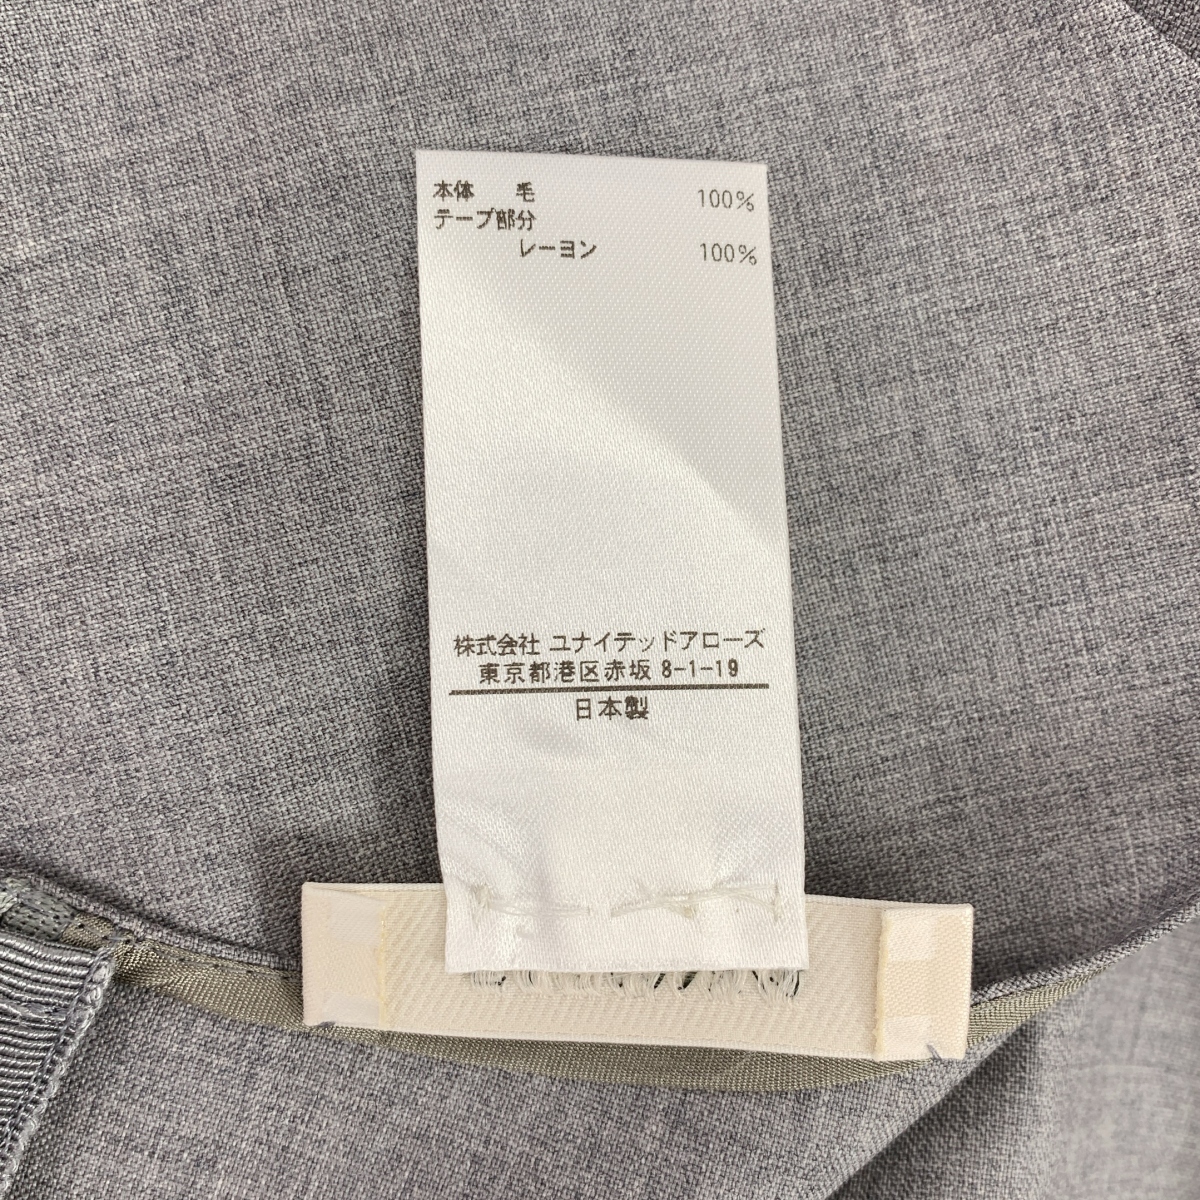 本体 毛 100%
テープ部分
レーヨン 100%
株式会社 ユナイテッドアローズ
東京都港区赤坂 8-1-19
日本製